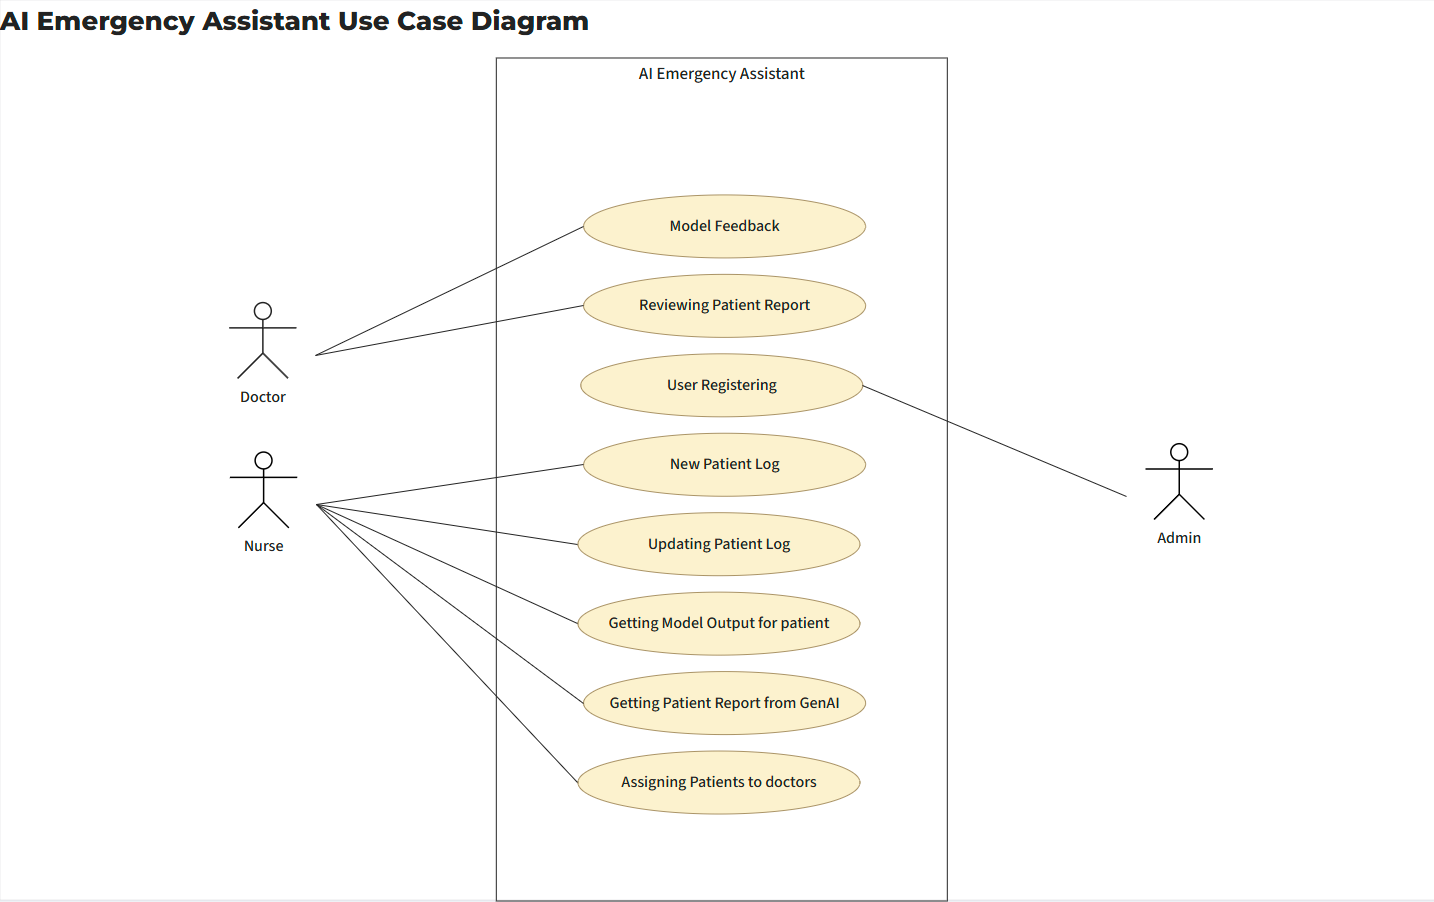 AI Emergency Assistant Use Case Diagram
AI Emergency Assistant
Model Feedback
Reviewing Patient Report
Doctor
User Registering
New Patient Log
Nurse
Updating Patient Log
Admin
Getting Model Output for patient
Getting Patient Report from GenAI
Assigning Patients to doctors